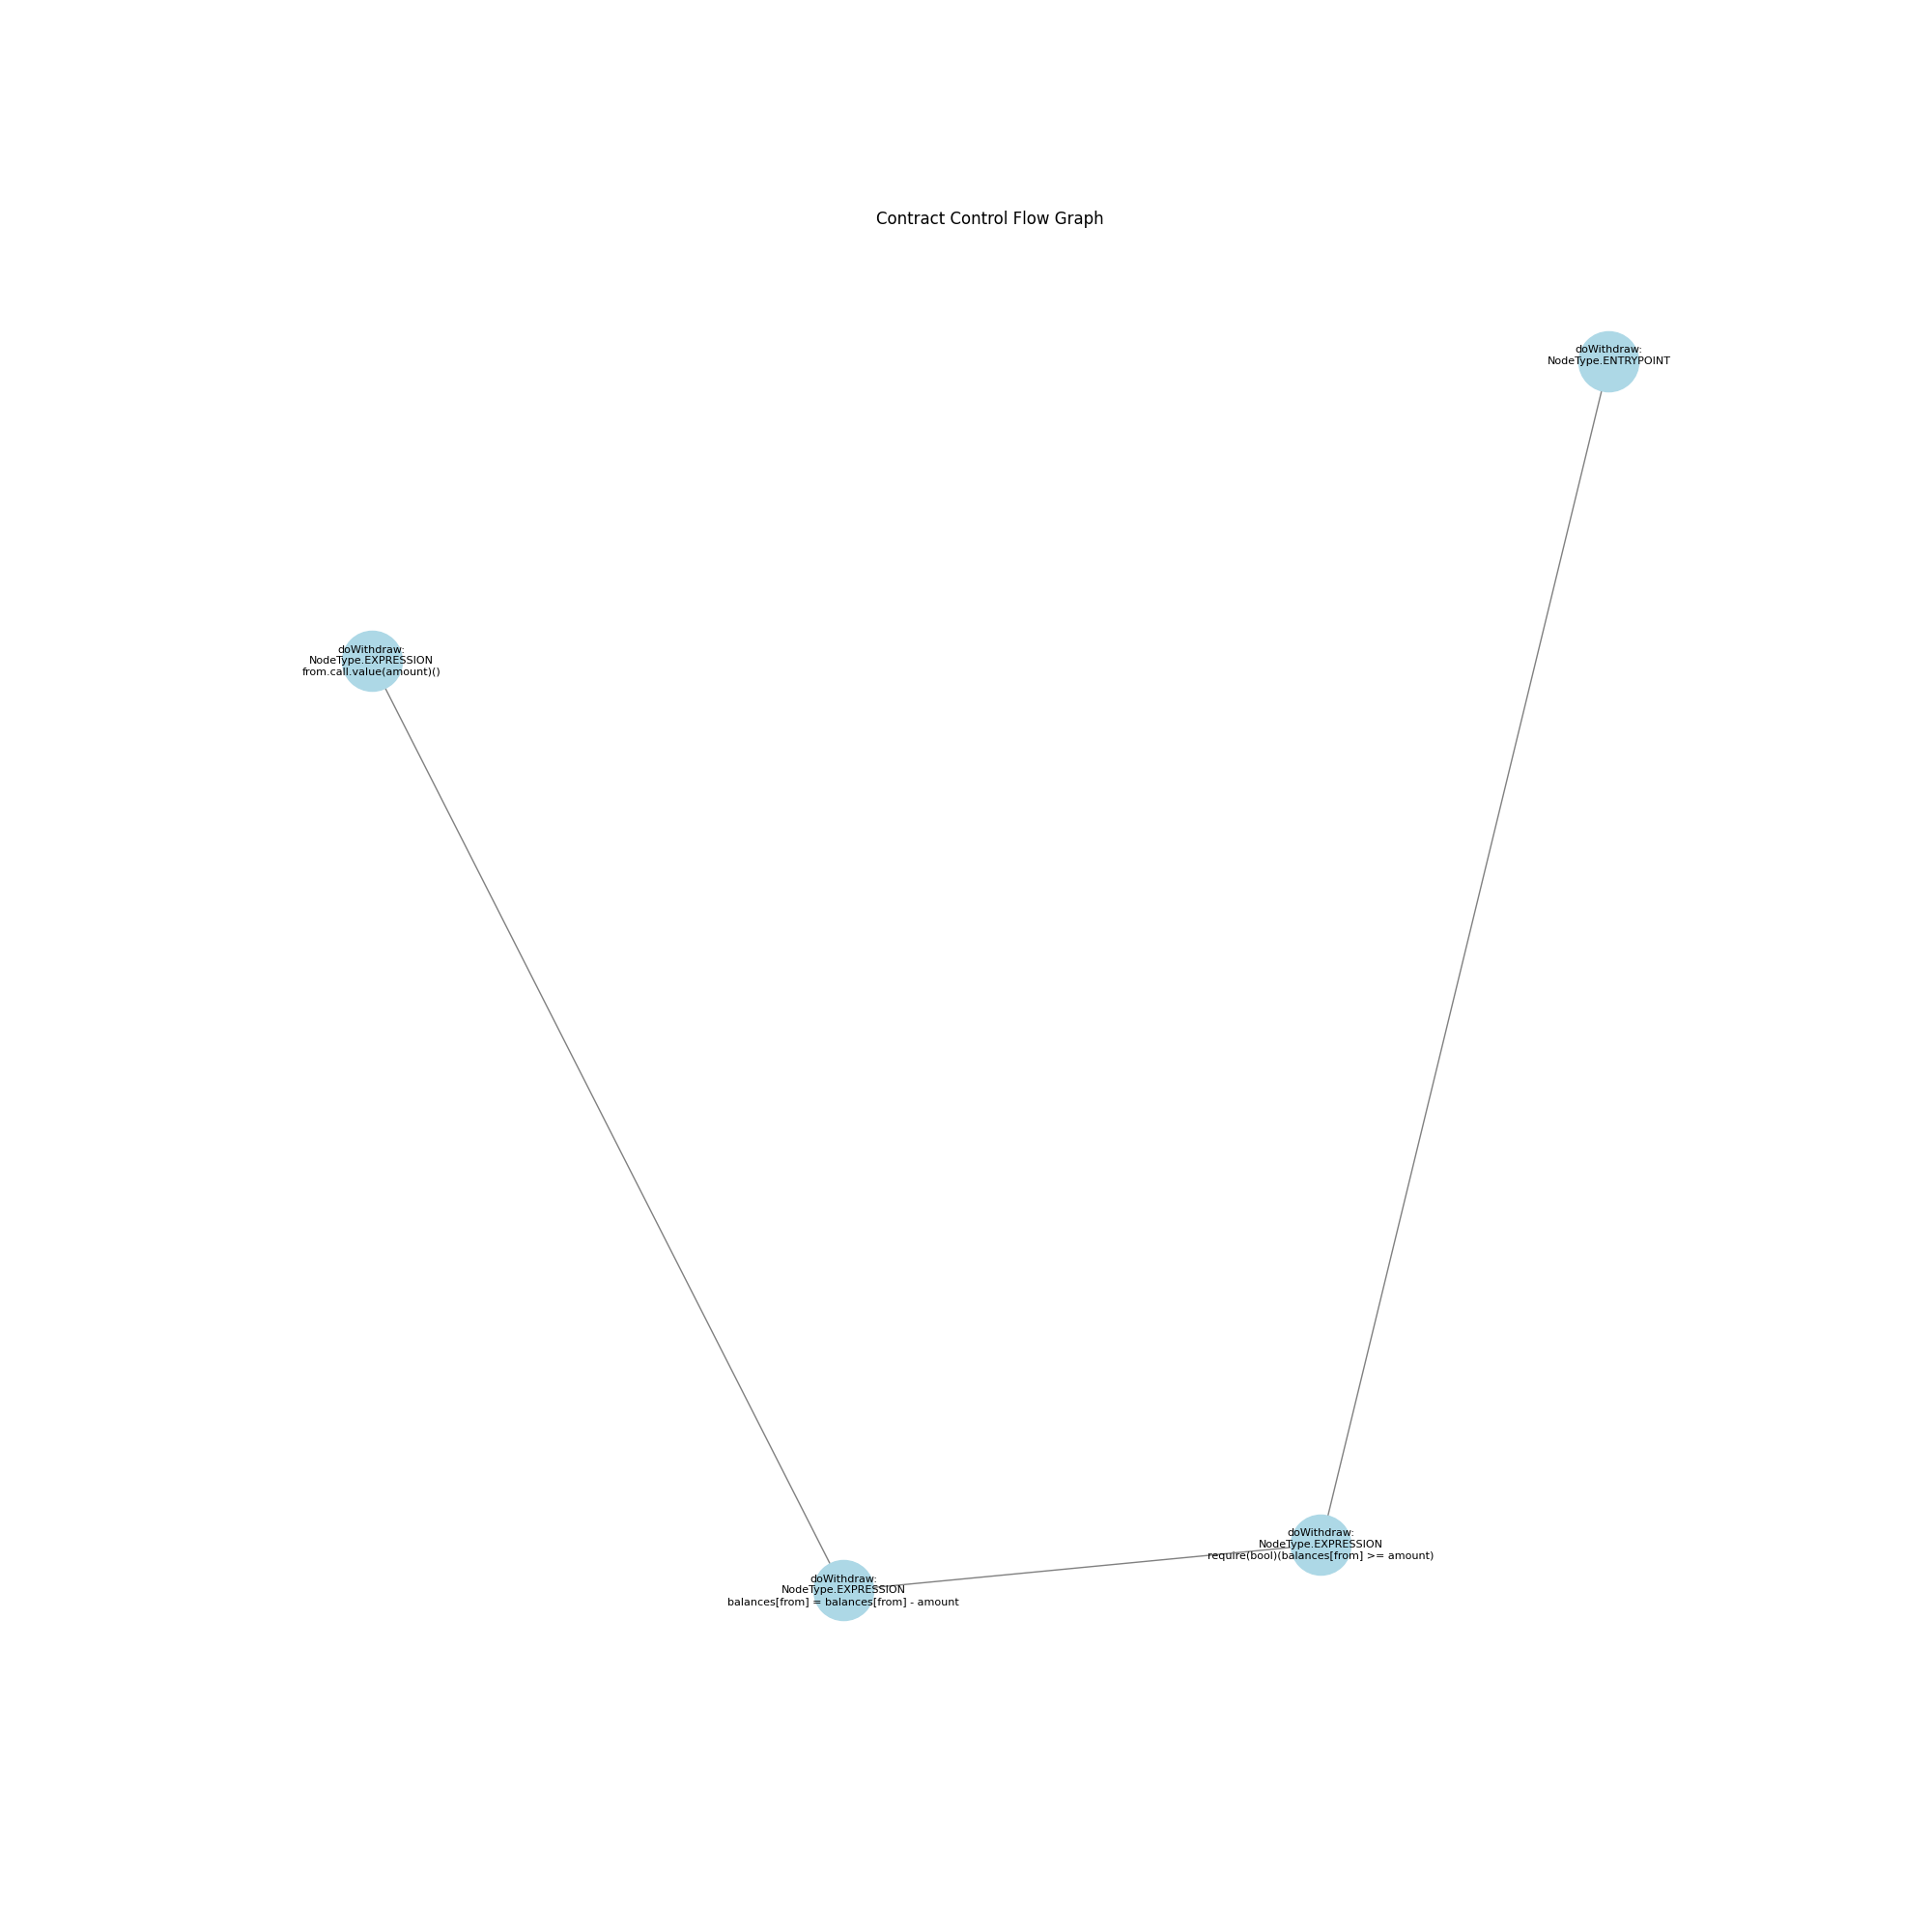 Contract Control Flow Graph
doWithdraw:
NodeType.ENTRYPOINT
doWithdraw:
NodeType.EXPRESSION
from.call.value(amount)()
doWithdraw:
NodeType.EXPRESSION
require(bool)(balances[from] >= amount)
doWithdraw:
NodeType.EXPRESSION
balances[from] = balances[from] - amount